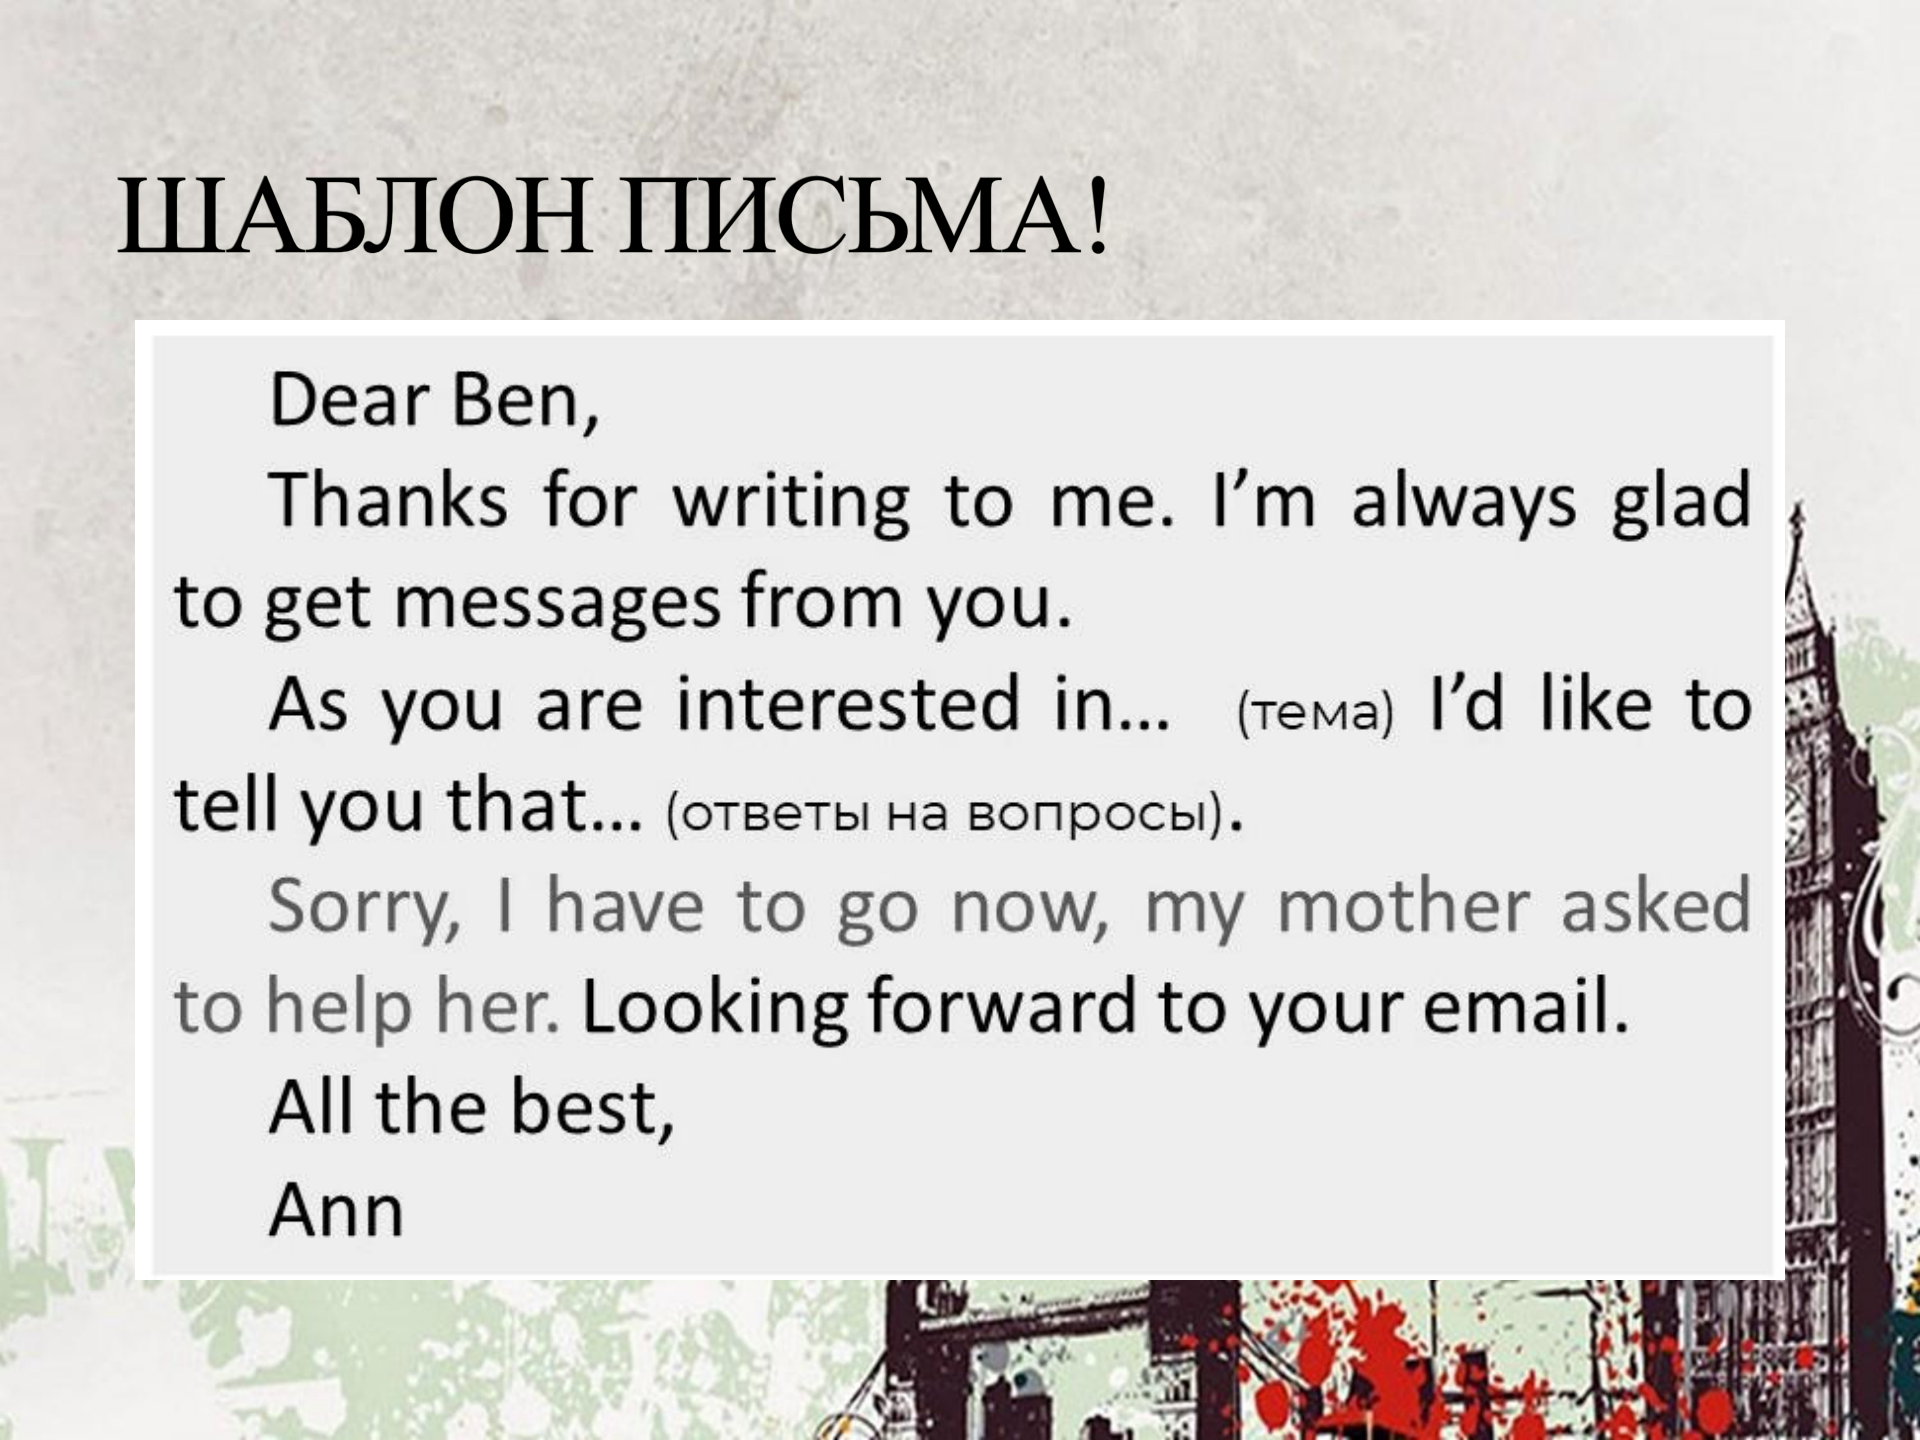 ШАБЛОН ПИСЬМА!
Dear Ben,
Thanks for writing to me. I’m always glad
to get messages from you.
As you are interested in... (тема) I’d like to
tell you that... (ответы на вопросы).
Sorry, I have to go now, my mother asked
to help her. Looking forward to your email.
All the best,
Ann